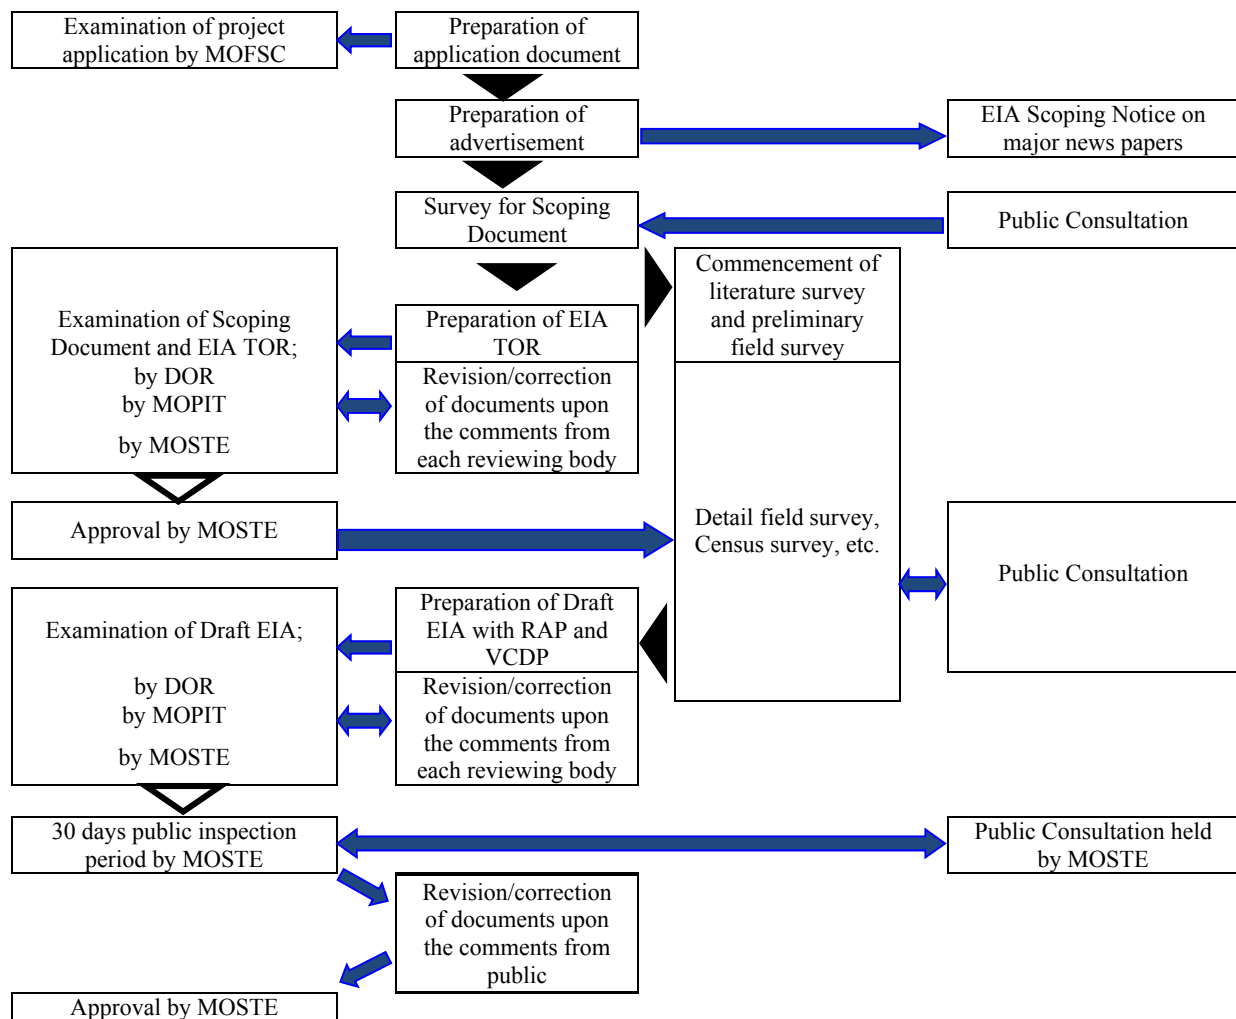 Examination of project
application by MOFSC
Preparation of
application document
Preparation of
advertisement
EIA Scoping Notice on
major news papers
Survey for Scoping
Document
Public Consultation
Commencement of
literature survey
and preliminary
field survey
Examination of Scoping
Document and EIA TOR;
by DOR
by MOPIT
by MOSTE
Preparation of EIA
TOR
Revision/correction
of documents upon
the comments from
each reviewing body
Approval by MOSTE
Detail field survey,
Census survey, etc.
Public Consultation
Examination of Draft EIA;
by DOR
by MOPIT
by MOSTE
Preparation of Draft
EIA with RAP and
VCDP
Revision/correction
of documents upon
the comments from
each reviewing body
30 days public inspection
period by MOSTE
Public Consultation held
by MOSTE
Revision/correction
of documents upon
the comments from
public
Approval by MOSTE